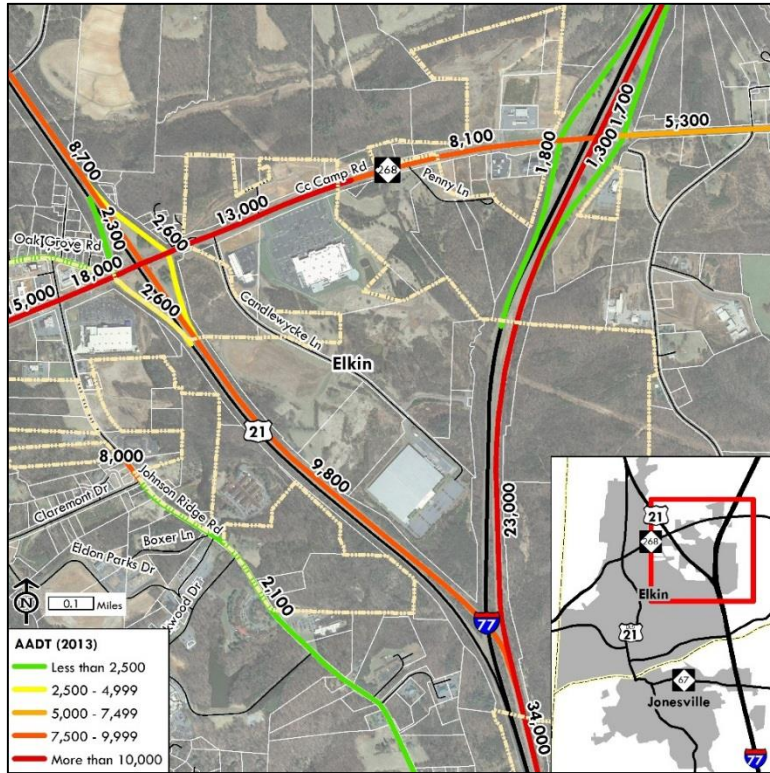 8,700
2,300
2,600
Oak Grove Rd
15,000
18,000
2,600
13,000
Cc Camp Rd
268
8,100
Penny Ln
1,800
1,300
1,700
5,300
Candlewycke Ln
Elkin
21
9,800
8,000
Claremont Dr
Johnson Ridge Rd
Boxer Ln
Eldon Parks Dr
2,100
23,000
77
34,000
N
0.1 Miles
AADT (2013)
Less than 2,500
2,500 - 4,999
5,000 - 7,499
7,500 - 9,999
More than 10,000
21
268
Elkin
21
67
Jonesville
77